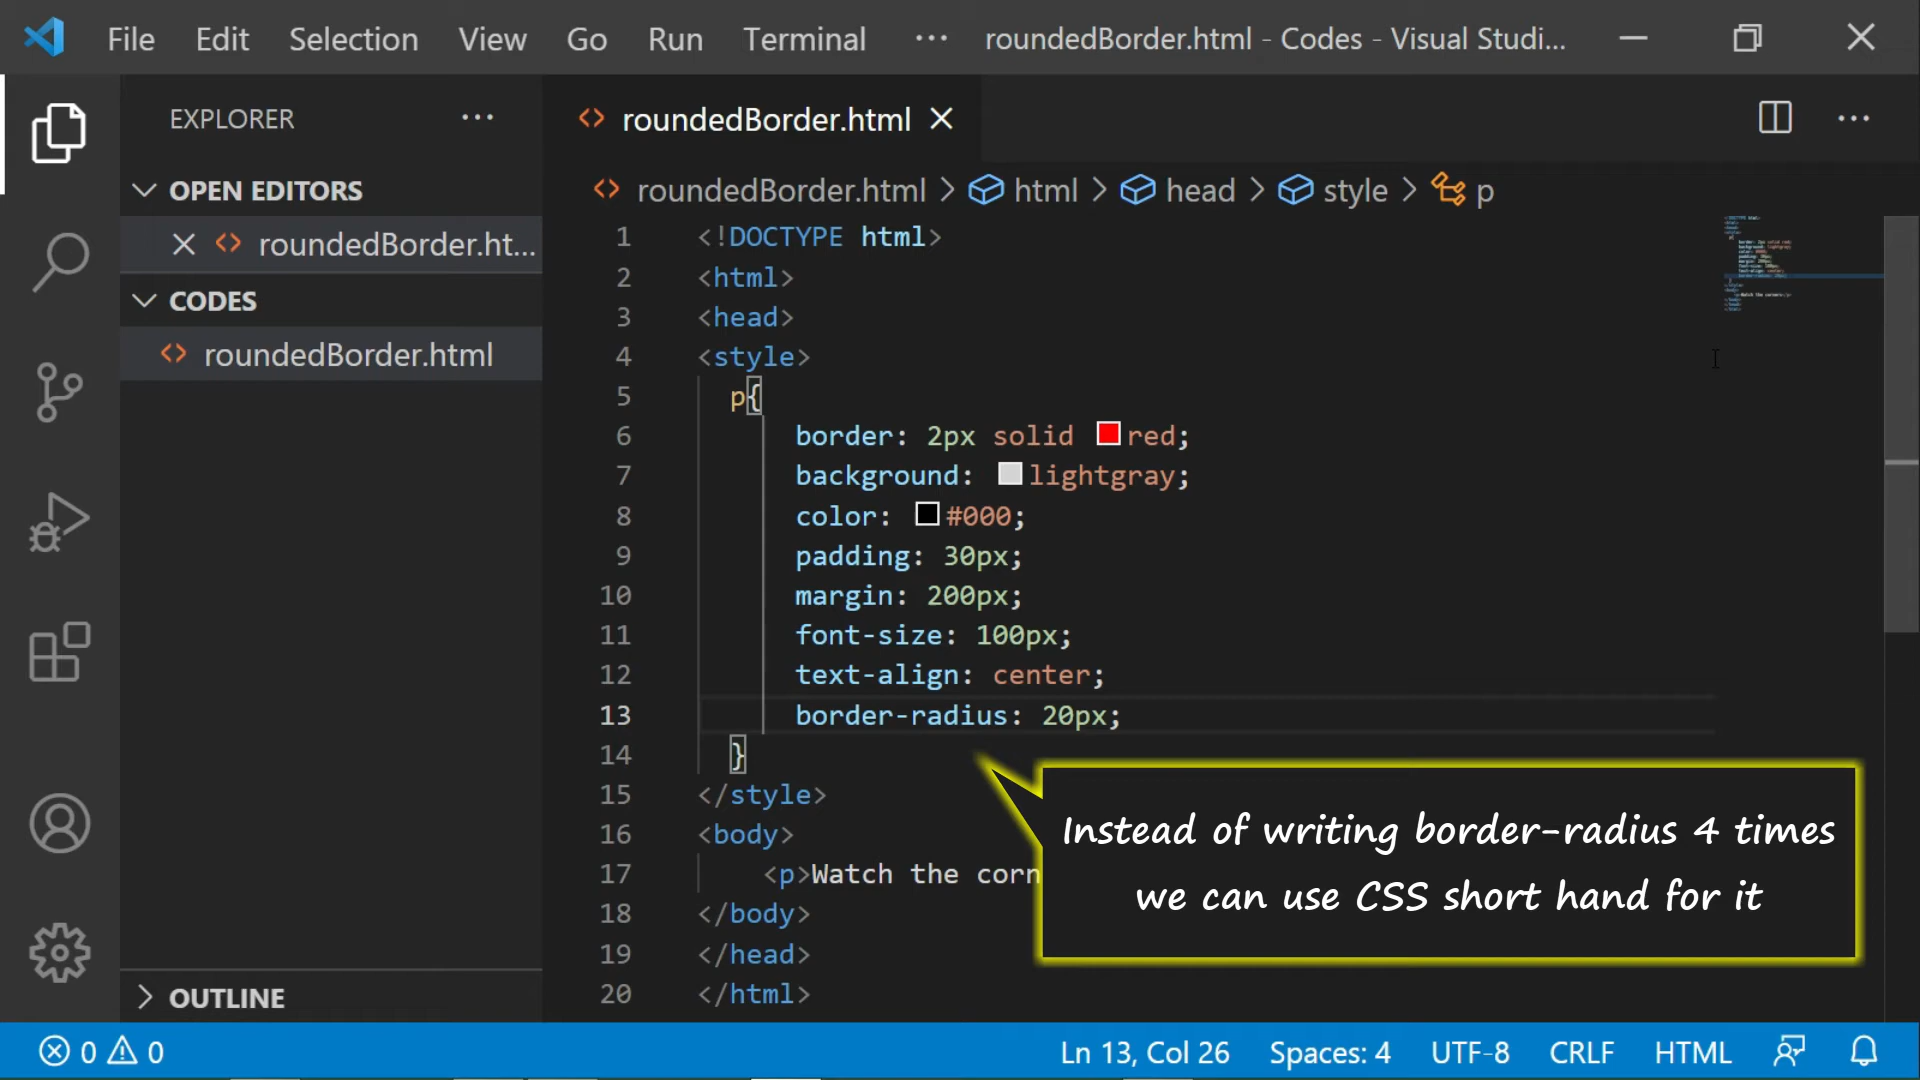 File Edit Selection View Go Run Terminal ··· roundedBorder.html - Codes - Visual Studi...
EXPLORER ···
roundedBorder.html
OPEN EDITORS
roundedBorder.ht...
CODES
roundedBorder.html
OUTLINE
roundedBorder.html > html > head > style > p
1 <!DOCTYPE html>
2 <html>
3 <head>
4 <style>
5 p{
6 border: 2px solid red;
7 background: lightgray;
8 color: #000;
9 padding: 30px;
10 margin: 200px;
11 font-size: 100px;
12 text-align: center;
13 border-radius: 20px;
14 }
15 </style>
16 <body>
17 <p>Watch the corn
18 </body>
19 </head>
20 </html>
Instead of writing border-radius 4 times
we can use CSS short hand for it
0 0 Ln 13, Col 26 Spaces: 4 UTF-8 CRLF HTML